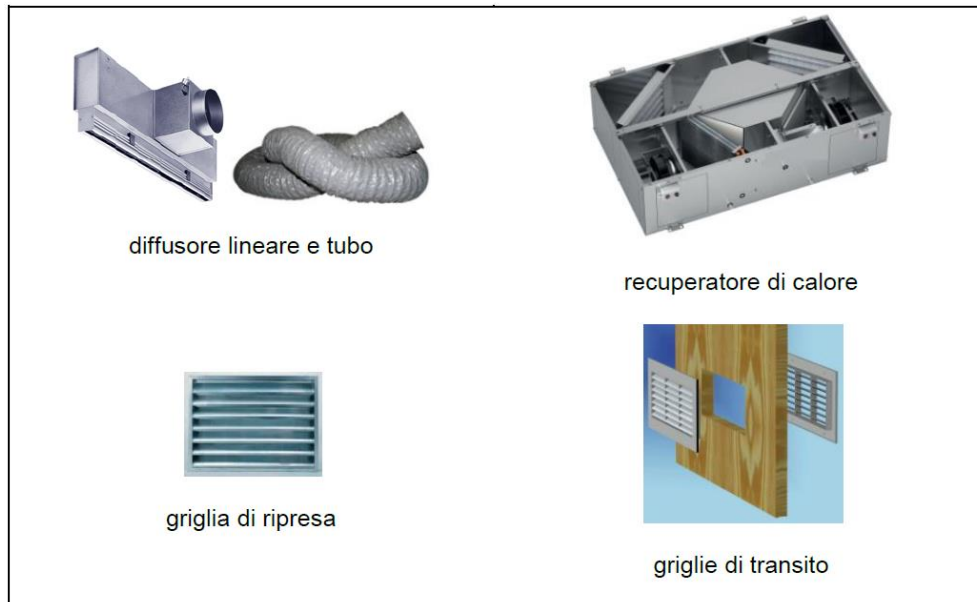 diffusore lineare e tubo
recuperatore di calore
griglia di ripresa
griglie di transito